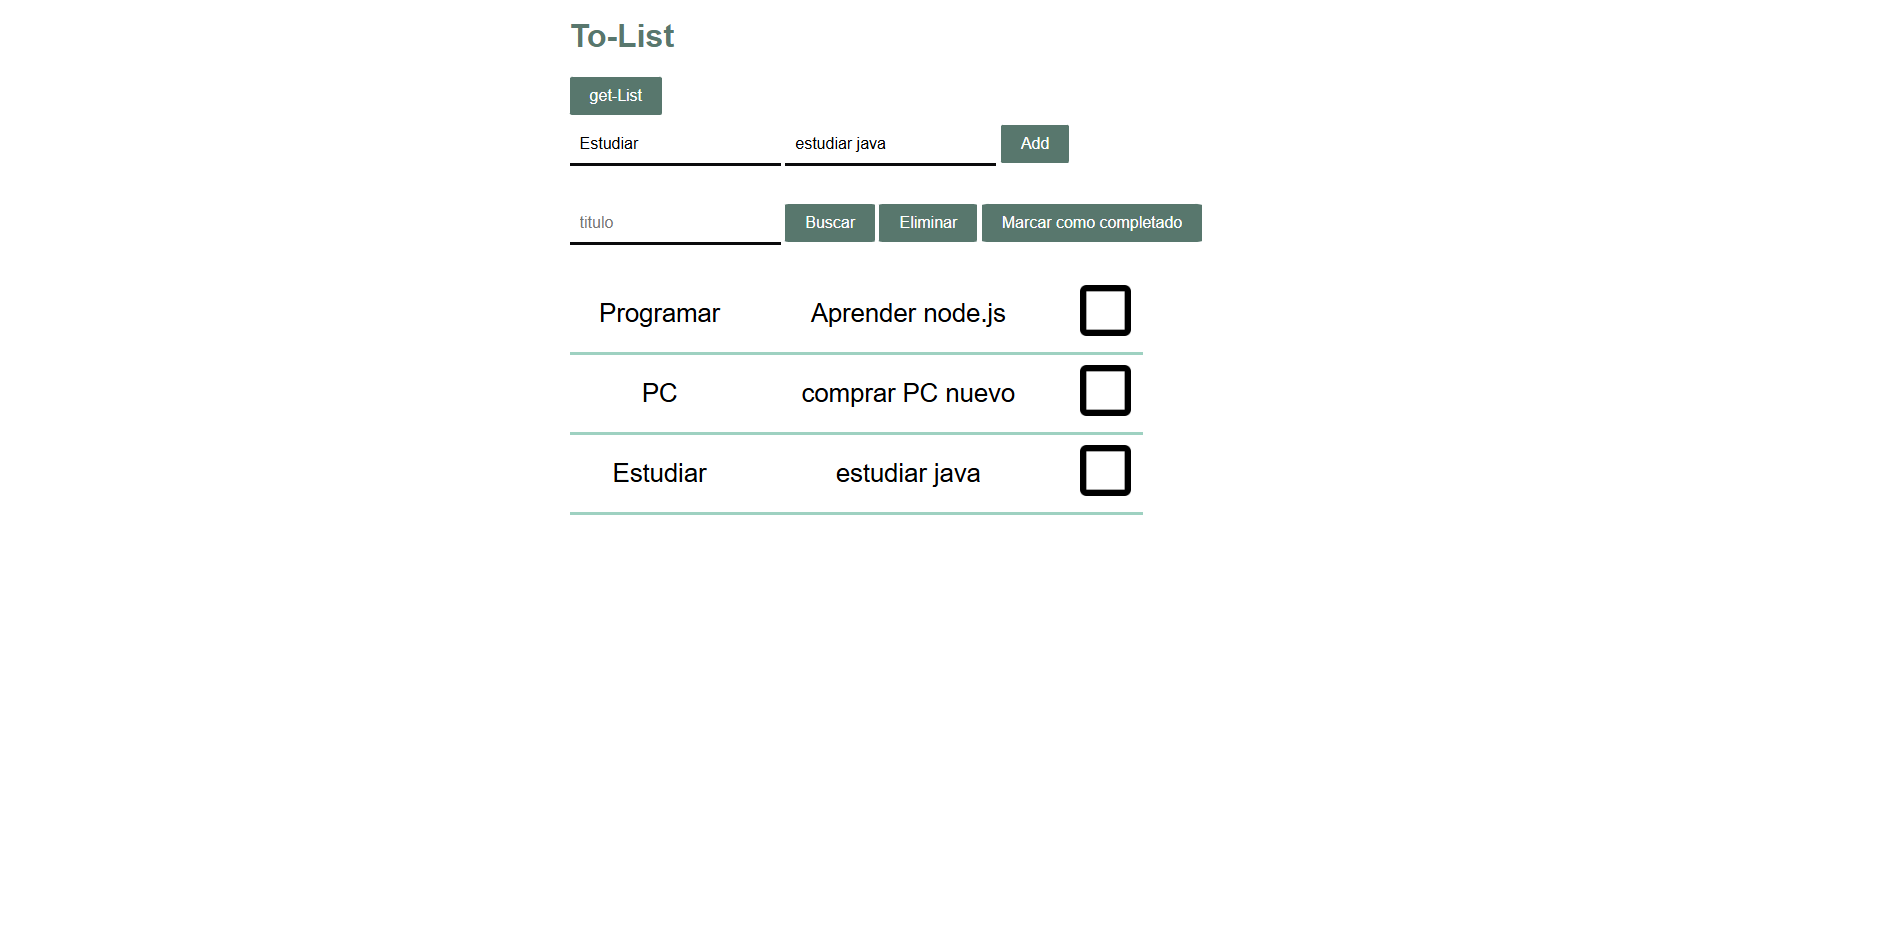 To-List
get-List
Estudiar estudiar java Add
titulo Buscar Eliminar Marcar como completado
Programar Aprender node.js
PC comprar PC nuevo
Estudiar estudiar java